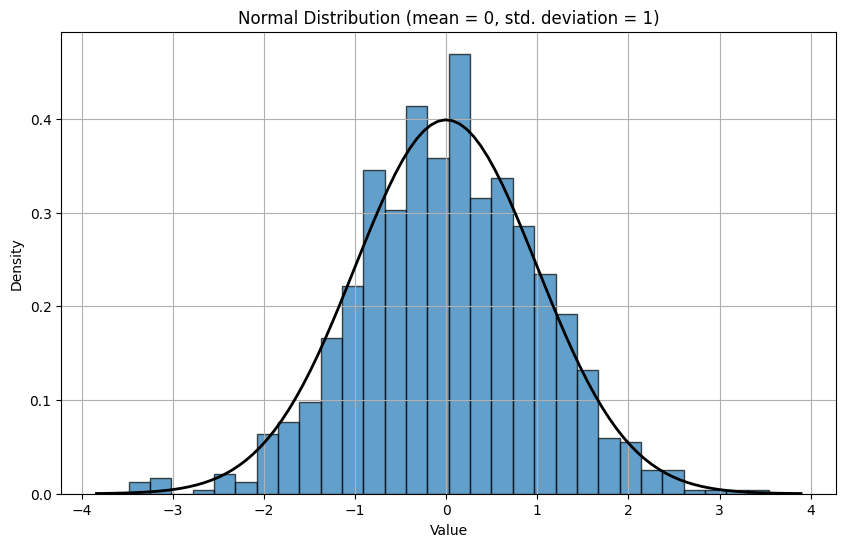 Normal Distribution (mean = 0, std. deviation = 1)
Density
0.4
0.3
0.2
0.1
0.0
−4 −3 −2 −1 0 1 2 3 4
Value